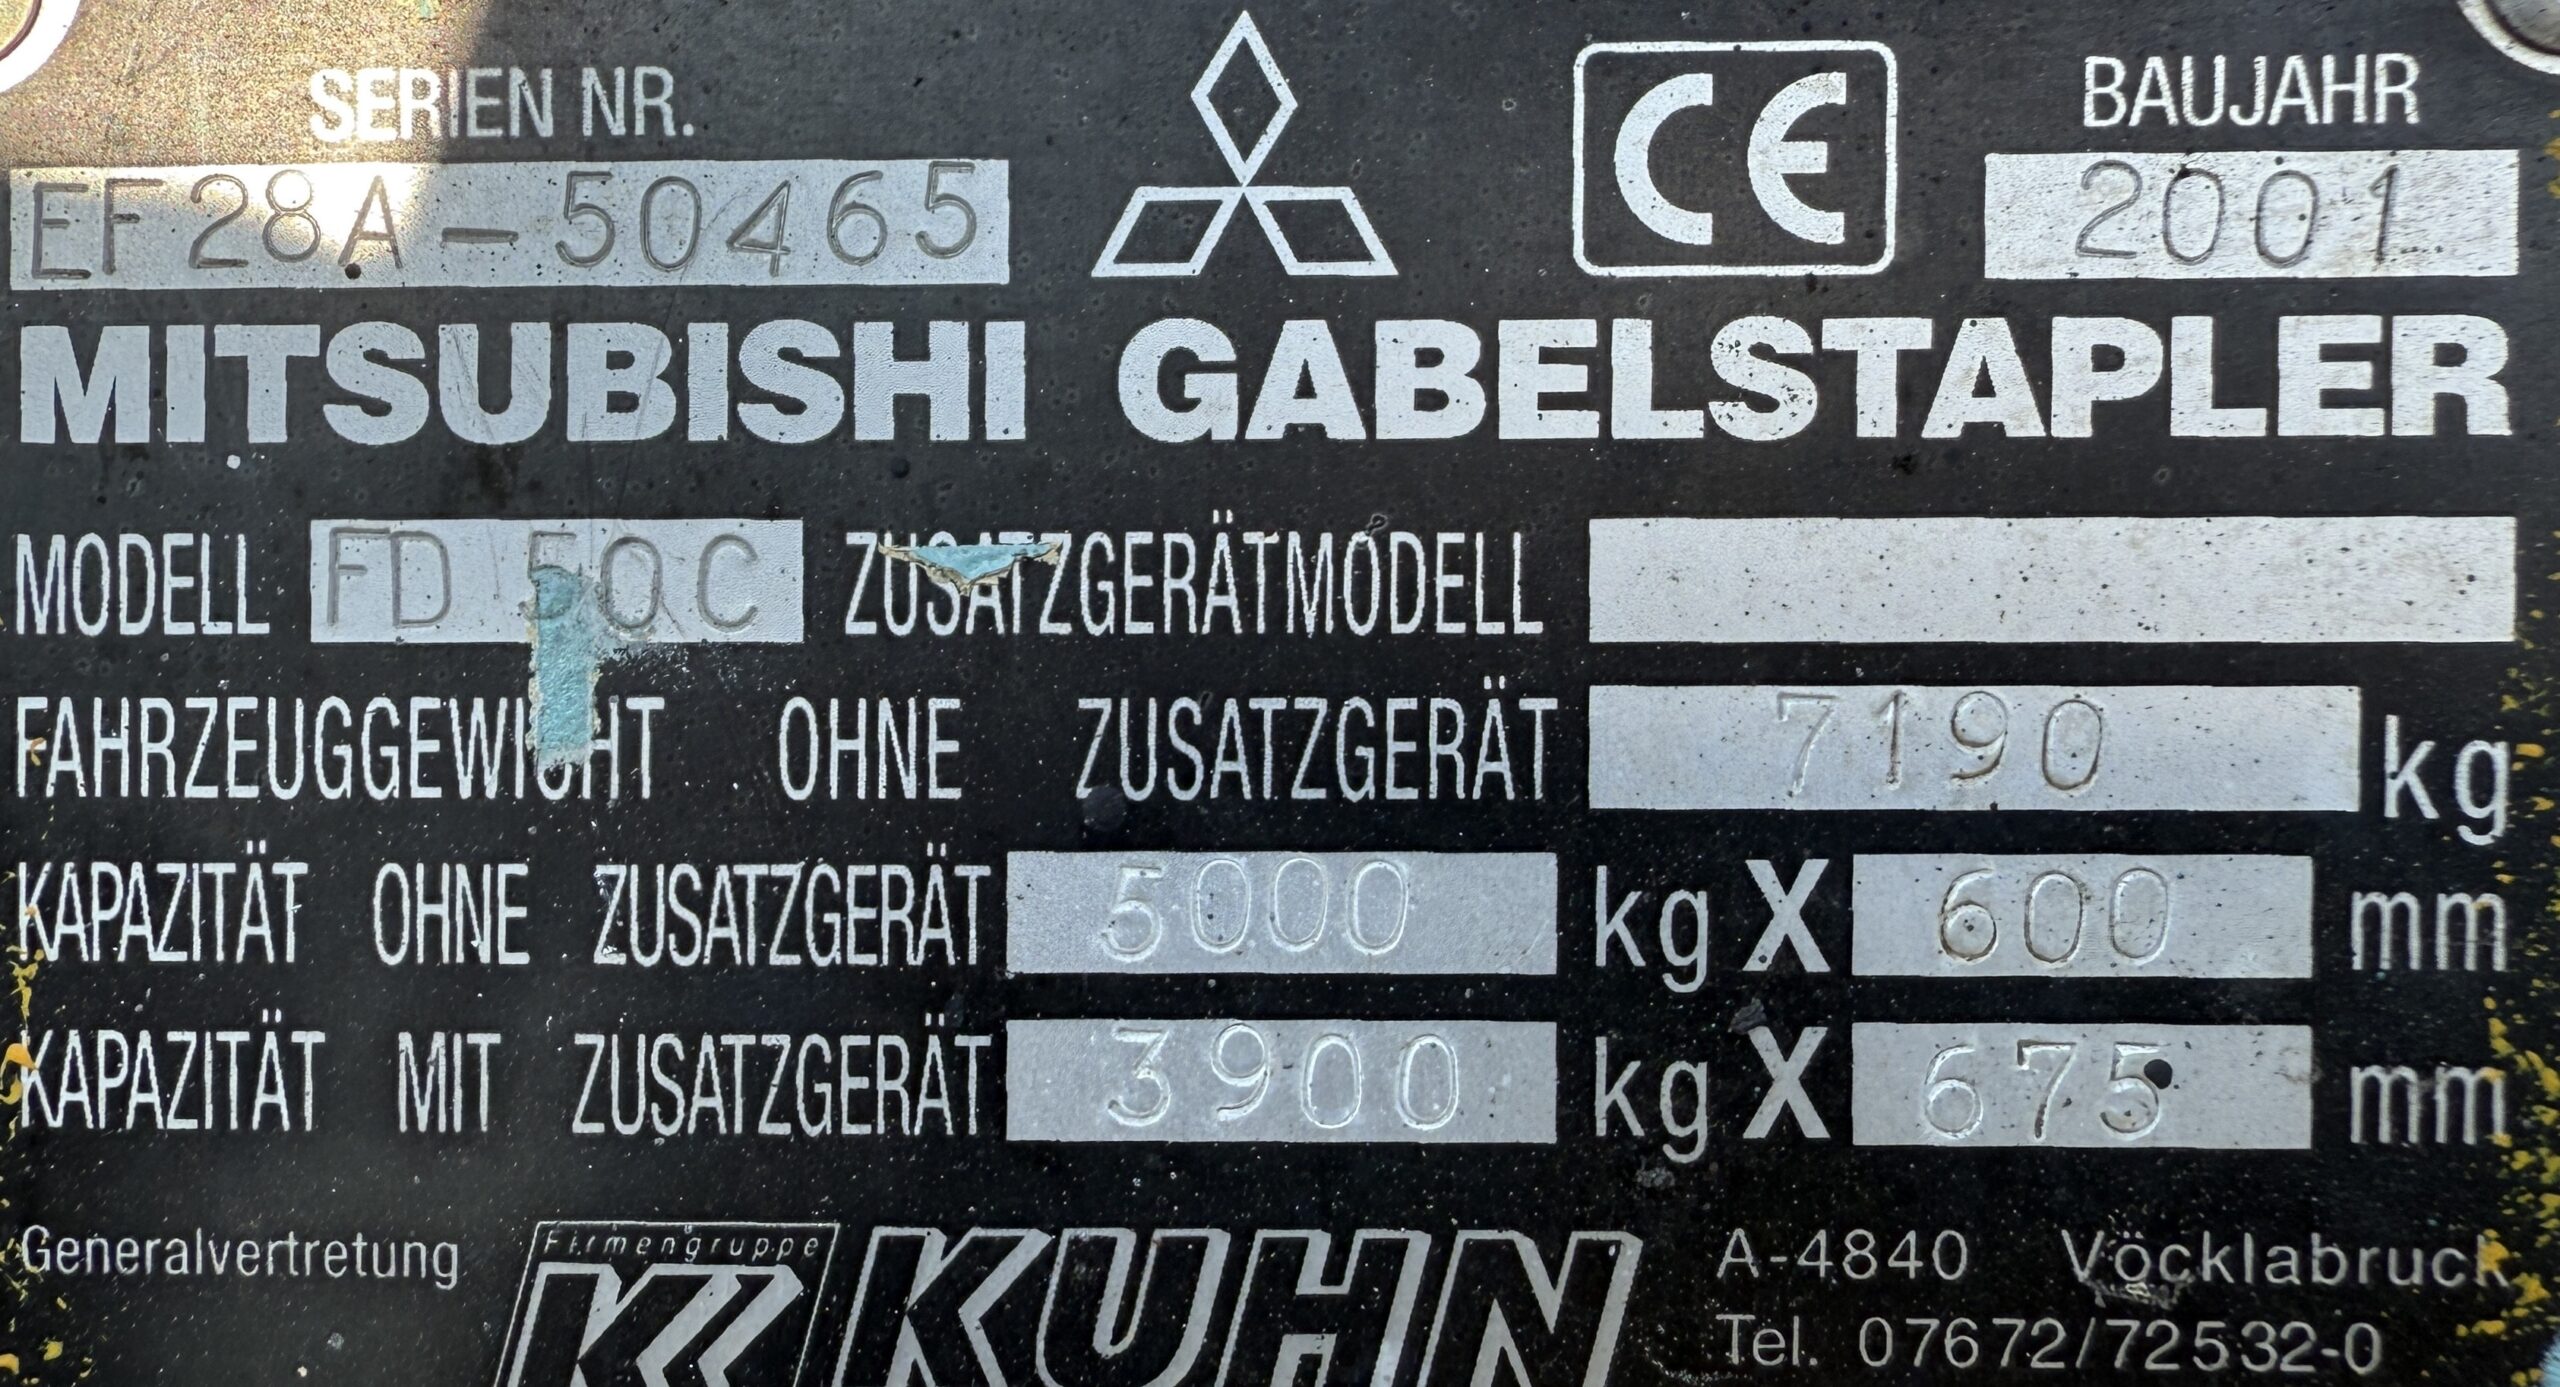 SERIEN NR. CE BAUJAHR
EF28A-50465 2001
MITSUBISHI GABELSTAPLER
MODELL FD 50C ZUSATZGERÄTMODELL
FAHRZEUGGEWICHT OHNE ZUSATZGERÄT 7190 kg
KAPAZITÄT OHNE ZUSATZGERÄT 5000 kg X 600 mm
KAPAZITÄT MIT ZUSATZGERÄT 3900 kg X 675 mm
Generalvertretung Firmengruppe KUHN A-4840 Vöcklabruck
Tel. 07672/72532-0